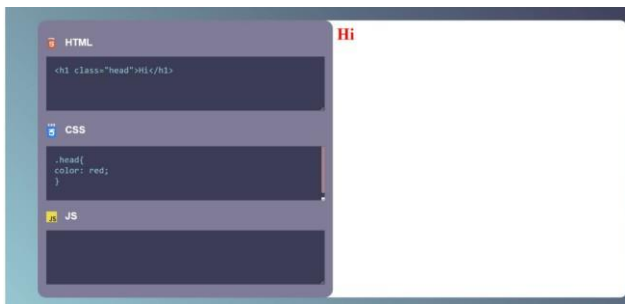 HTML
<h1 class="head">Hi</h1>
CSS
.head{
color: red;
}
JS
Hi